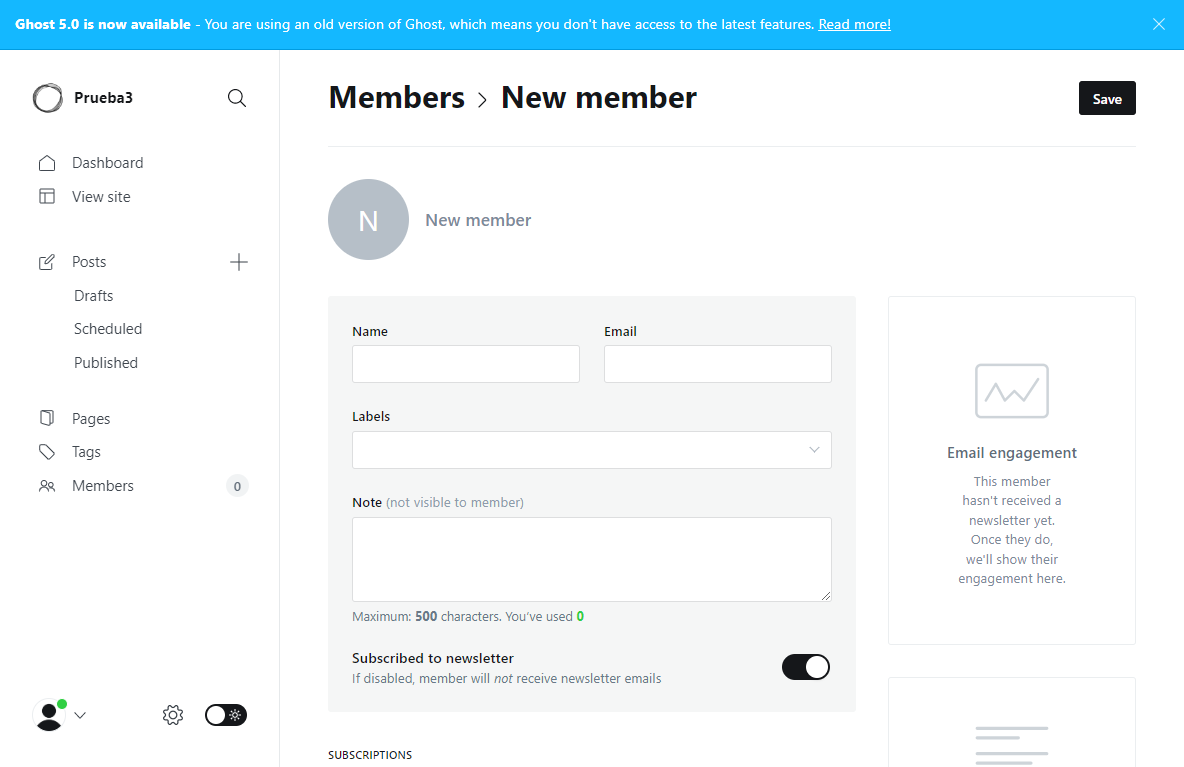 Ghost 5.0 is now available - You are using an old version of Ghost, which means you don't have access to the latest features. Read more!
Prueba3
Dashboard
View site
Posts
Drafts
Scheduled
Published
Pages
Tags
Members 0
Members > New member
Save
N New member
Name Email
Labels
Note (not visible to member)
Maximum: 500 characters. You've used 0
Subscribed to newsletter
If disabled, member will not receive newsletter emails
SUBSCRIPTIONS
Email engagement
This member
hasn't received a
newsletter yet.
Once they do,
we'll show their
engagement here.